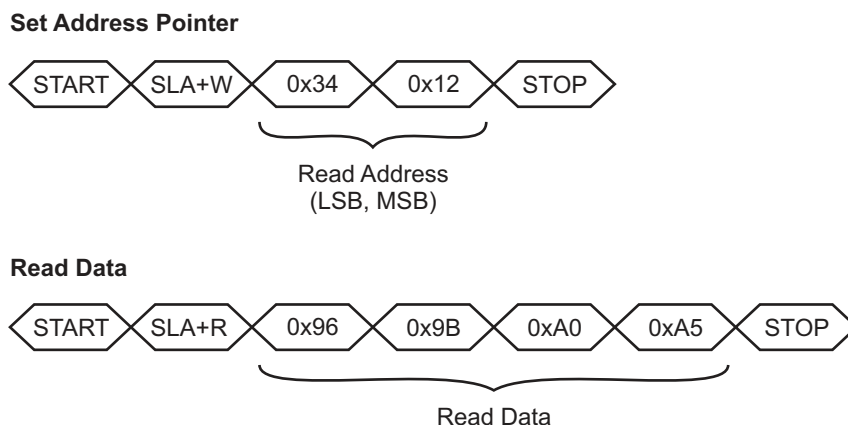 Set Address Pointer
START SLA+W 0x34 0x12 STOP
Read Address
(LSB, MSB)
Read Data
START SLA+R 0x96 0x9B 0xA0 0xA5 STOP
Read Data